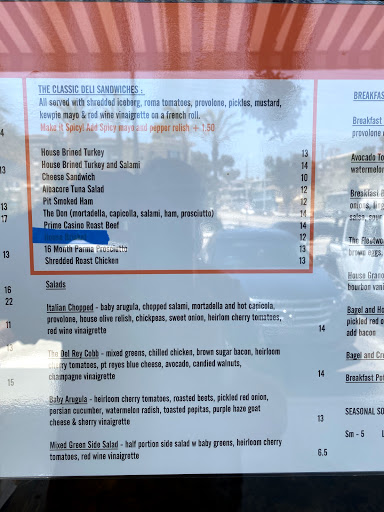 THE CLASSIC DELI SANDWICHES :
All served with shredded iceberg, roma tomatoes, provolone, pickles, mustard,
kewpie mayo & red wine vinaigrette on a french roll.
Make it Spicy: Add Spicy mayo and pepper relish + 1.50
House Brined Turkey 13
House Brined Turkey and Salami 14
Cheese Sandwich 10
Albacore Tuna Salad 12
Pit Smoked Ham 12
The Don (mortadella, capicolla, salami, ham, prosciutto) 14
Prime Casino Roast Beef 14
12
16 Month Parma Prosciutto 13
Shredded Roast Chicken 13
Salads
Italian Chopped - baby arugula, chopped salami, mortadella and hot capicola,
provolone, house olive relish, chickpeas, sweet onion, heirlom cherry tomatoes,
red wine vinaigrette 14
The Del Rey Cobb - mixed greens, chilled chicken, brown sugar bacon, heirloom
cherry tomatoes, pt reyes blue cheese, avocado, candied walnuts,
champagne vinaigrette 14
Baby Arugula - heirloom cherry tomatoes, roasted beets, pickled red onion,
persian cucumber, watermelon radish, toasted pepitas, purple haze goat
cheese & sherry vinaigrette 13
Mixed Green Side Salad - half portion side salad w baby greens, heirloom cherry
tomatoes, red wine vinaigrette 6.5
4
13
13
17
13
16
22
11
13
15
BREAKFAS
Breakfast
provolone o
Avocado To
watermelon
Breakfast B
onions,
salsa, sour
The Fleetwo
brown eggs,
House Grano
bourbon vani
Bagel and Ho
pickled red o
add bacon
Bagel and Cre
Breakfast Pot
SEASONAL SO
Sm - 5 L